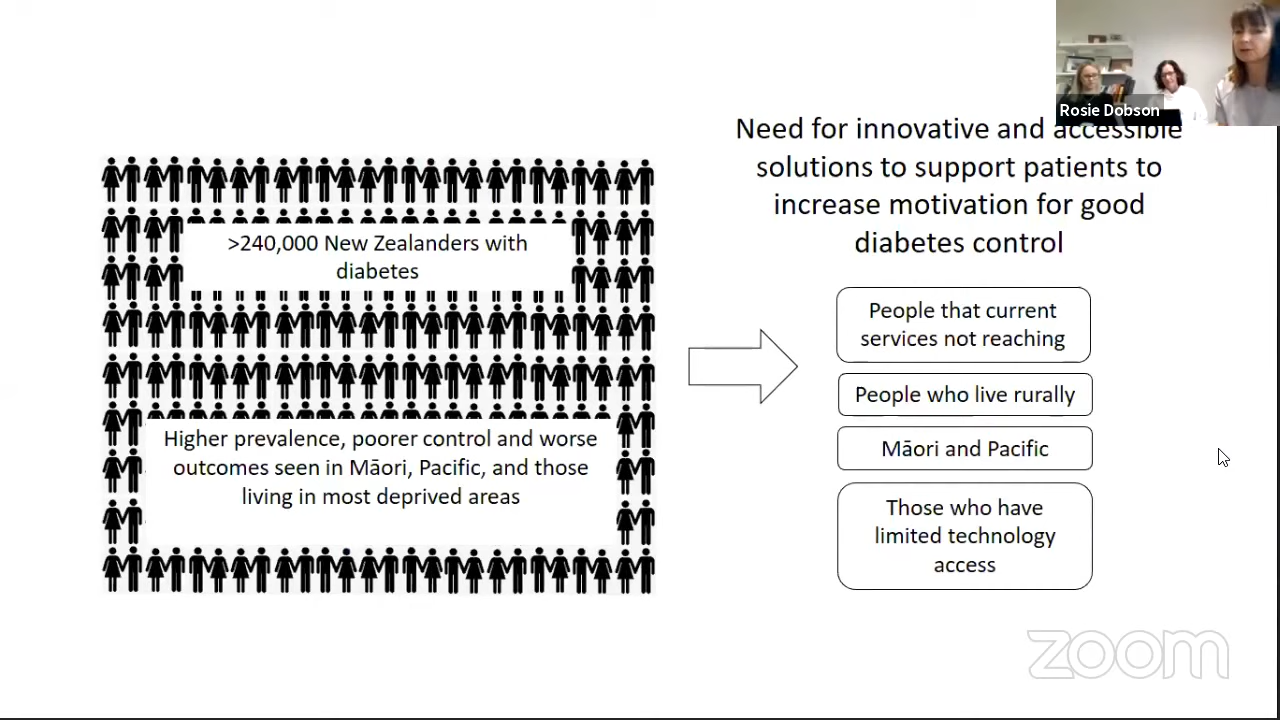 Rosie Dobson
Need for innovative and accessible
solutions to support patients to
increase motivation for good
diabetes control
>240,000 New Zealanders with
diabetes
Higher prevalence, poorer control and worse
outcomes seen in Māori, Pacific, and those
living in most deprived areas
People that current
services not reaching
People who live rurally
Māori and Pacific
Those who have
limited technology
access
zoom